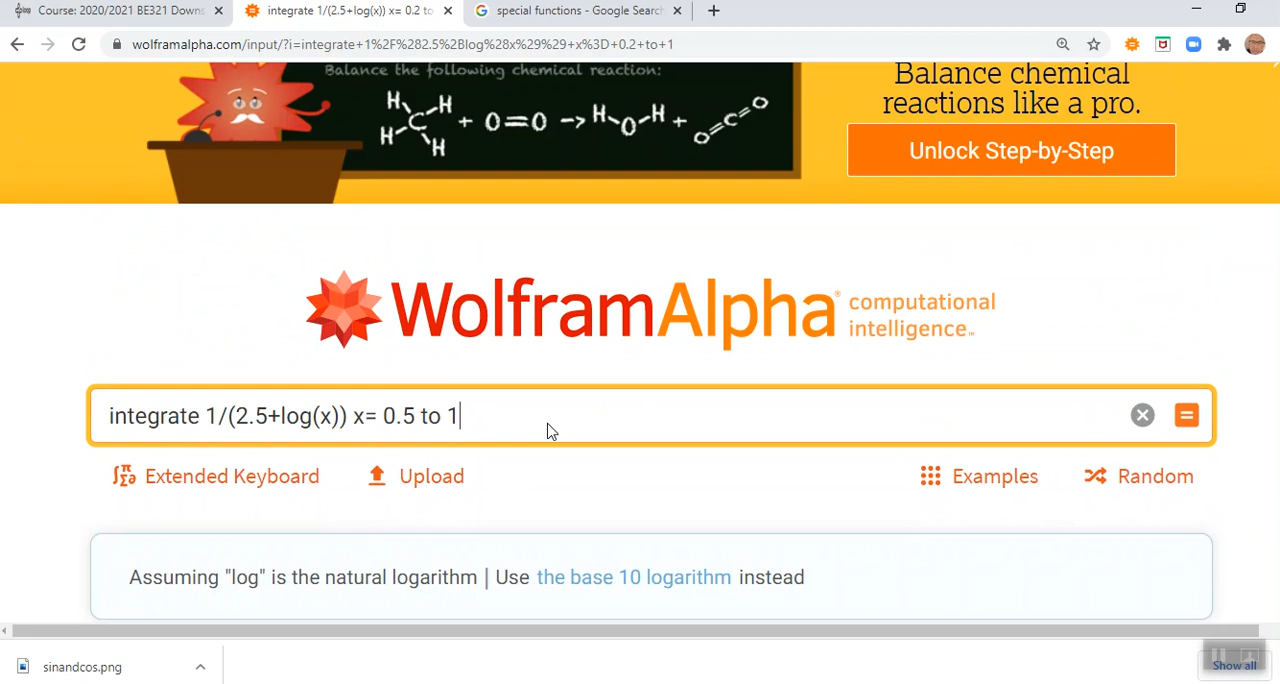 Course: 2020/2021 BE321 Downs
integrate 1/(2.5+log(x)) x= 0.2 to
special functions - Google Search
wolframalpha.com/input/?i=integrate+1%2F%282.5%2Blog%28x%29%29+x%3D+0.2+to+1
Balance the following chemical reaction:
H H
C
H H
+ O=O -> H O H + O=C=O
Balance chemical
reactions like a pro.
Unlock Step-by-Step
WolframAlpha® computational
intelligence™
integrate 1/(2.5+log(x)) x= 0.5 to 1
=
Extended Keyboard
Upload
Examples
Random
Assuming "log" is the natural logarithm | Use the base 10 logarithm instead
sinandcos.png
Show all